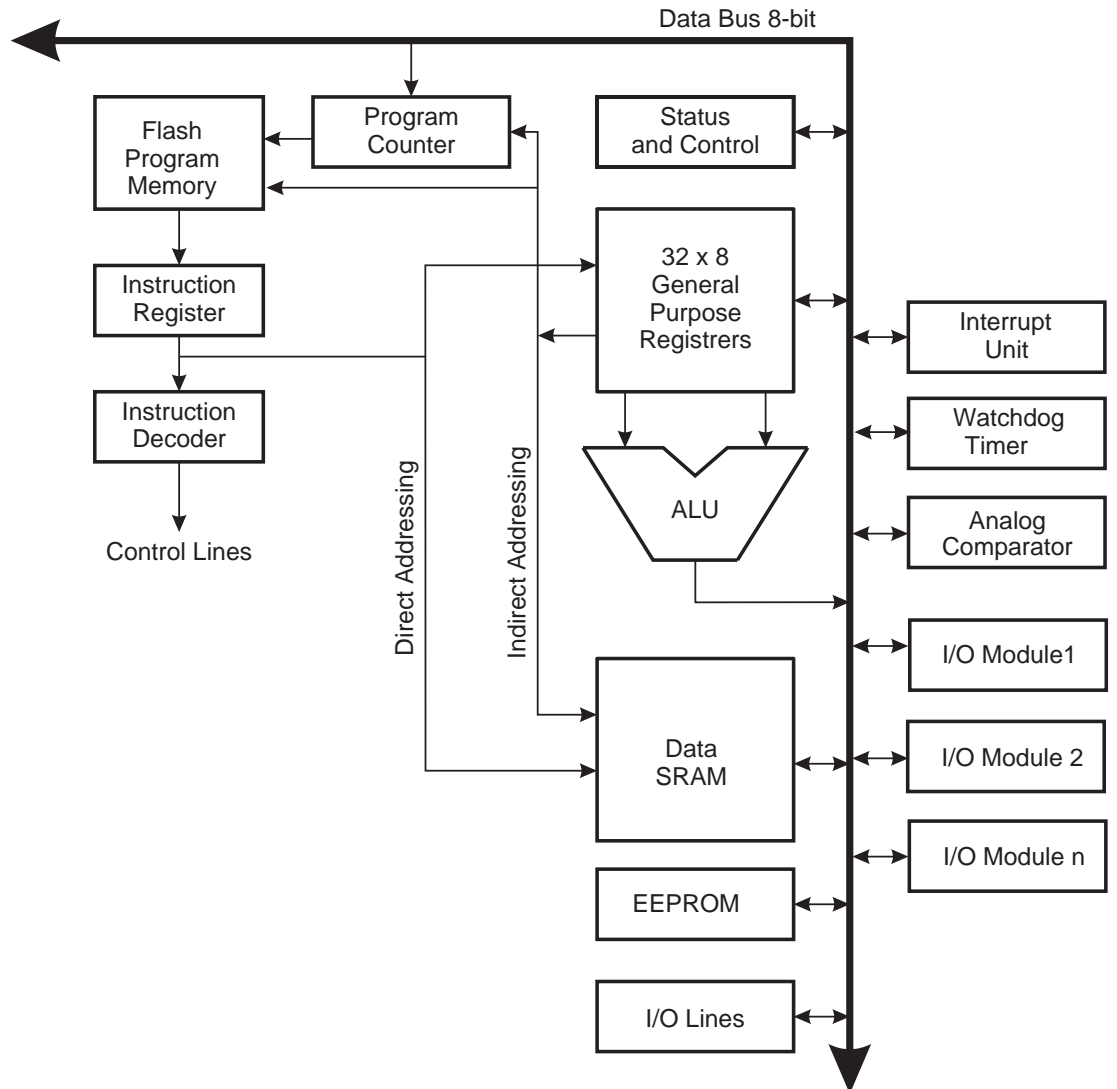 Data Bus 8-bit
Flash
Program
Memory
Program
Counter
Status
and Control
32 x 8
General
Purpose
Registrers
Instruction
Register
Instruction
Decoder
Control Lines
Direct Addressing
Indirect Addressing
ALU
Interrupt
Unit
Watchdog
Timer
Analog
Comparator
I/O Module1
Data
SRAM
I/O Module 2
I/O Module n
EEPROM
I/O Lines